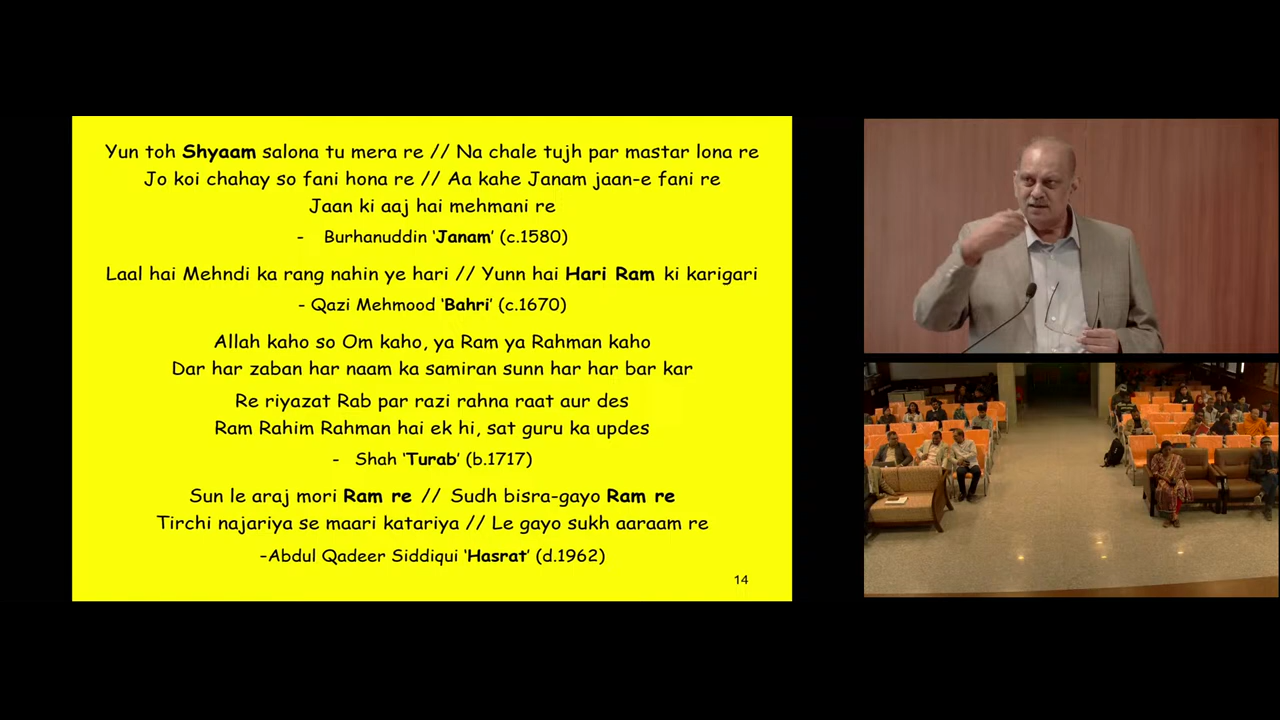 Yun toh Shyaam salona tu mera re // Na chale tujh par mastar lona re
Jo koi chahay so fani hona re // Aa kahe Janam jaan-e fani re
Jaan ki aaj hai mehmani re
- Burhanuddin ‘Janam’ (c.1580)
Laal hai Mehndi ka rang nahin ye hari // Yunn hai Hari Ram ki karigari
- Qazi Mehmood ‘Bahri’ (c.1670)
Allah kaho so Om kaho, ya Ram ya Rahman kaho
Dar har zaban har naam ka samiran sunn har har bar kar
Re riyazat Rab par razi rahna raat aur des
Ram Rahim Rahman hai ek hi, sat guru ka updes
- Shah ‘Turab’ (b.1717)
Sun le araj mori Ram re // Sudh bisra-gayo Ram re
Tirchi najariya se maari katariya // Le gayo sukh aaraam re
–Abdul Qadeer Siddiqui ‘Hasrat’ (d.1962)
14